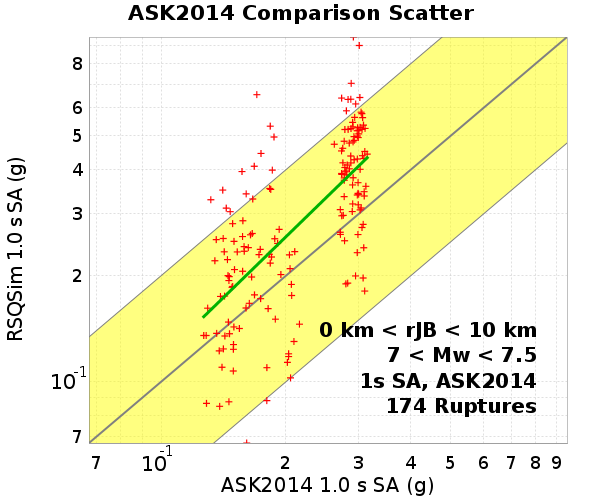 ASK2014 Comparison Scatter
RSQSim 1.0 s SA (g)
8
7
6
5
4
3
2
10-1
7
0 km < rJB < 10 km
7 < Mw < 7.5
1s SA, ASK2014
174 Ruptures
7 10-1 2 3 4 5 6 7 8 9
ASK2014 1.0 s SA (g)